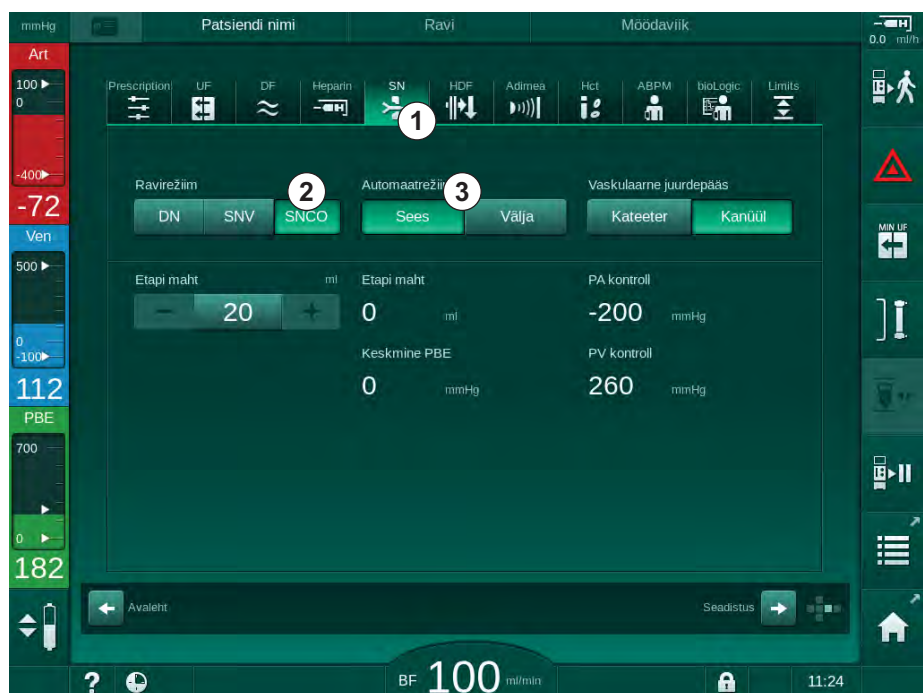 mmHg
Patsiendi nimi
Ravi
Möödaviik
0.0 ml/h
Art
100
0
-400
-72
Ven
500
0
-100
112
PBE
700
0
182
Prescription
UF
DF
Heparin
SN
HDF
Adimea
Hct
ABPM
bioLogic
Limits
1
Ravirežiim
2
DN
SNV
SNCO
Automaatrežii
3
Sees
Välja
Vaskulaarne juurdepääs
Kateeter
Kanüül
Etapi maht
ml
20
Etapi maht
0 ml
PA kontroll
-200 mmHg
Keskmine PBE
0 mmHg
PV kontroll
260 mmHg
MIN UF
Avaleht
Seadistus
?
BF 100 ml/min
11:24